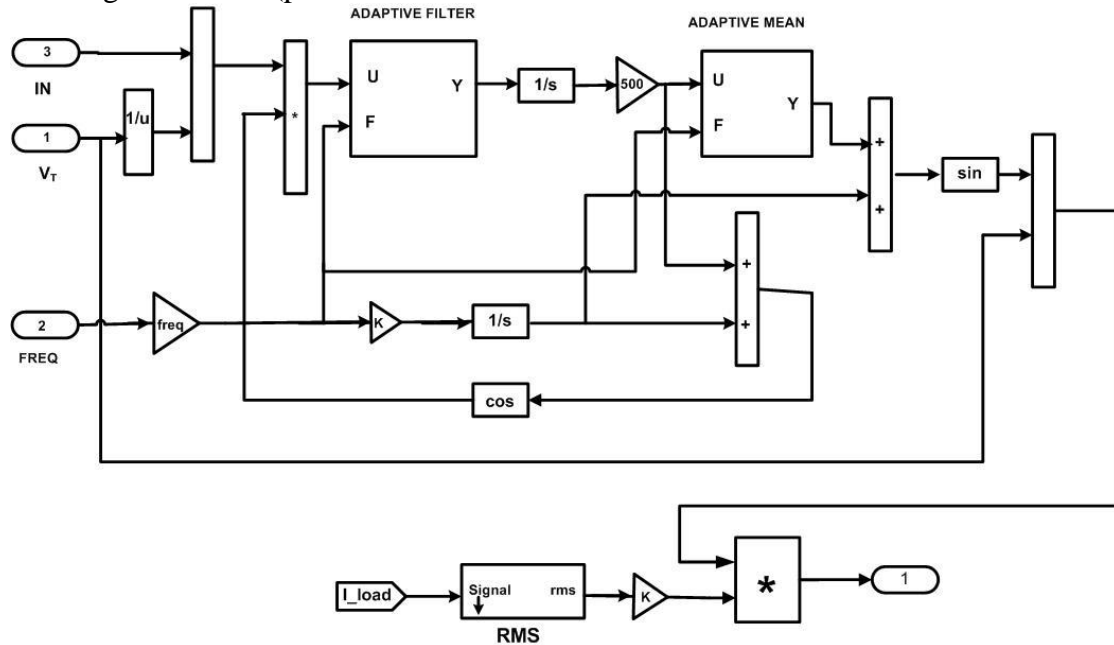 ADAPTIVE FILTER
ADAPTIVE MEAN
3
IN
1/u
1
V_T
*
U
Y
F
1/s
500
U
Y
F
+
+
sin
2
FREQ
freq
K
1/s
+
+
cos
I_load
Signal
rms
RMS
K
*
1